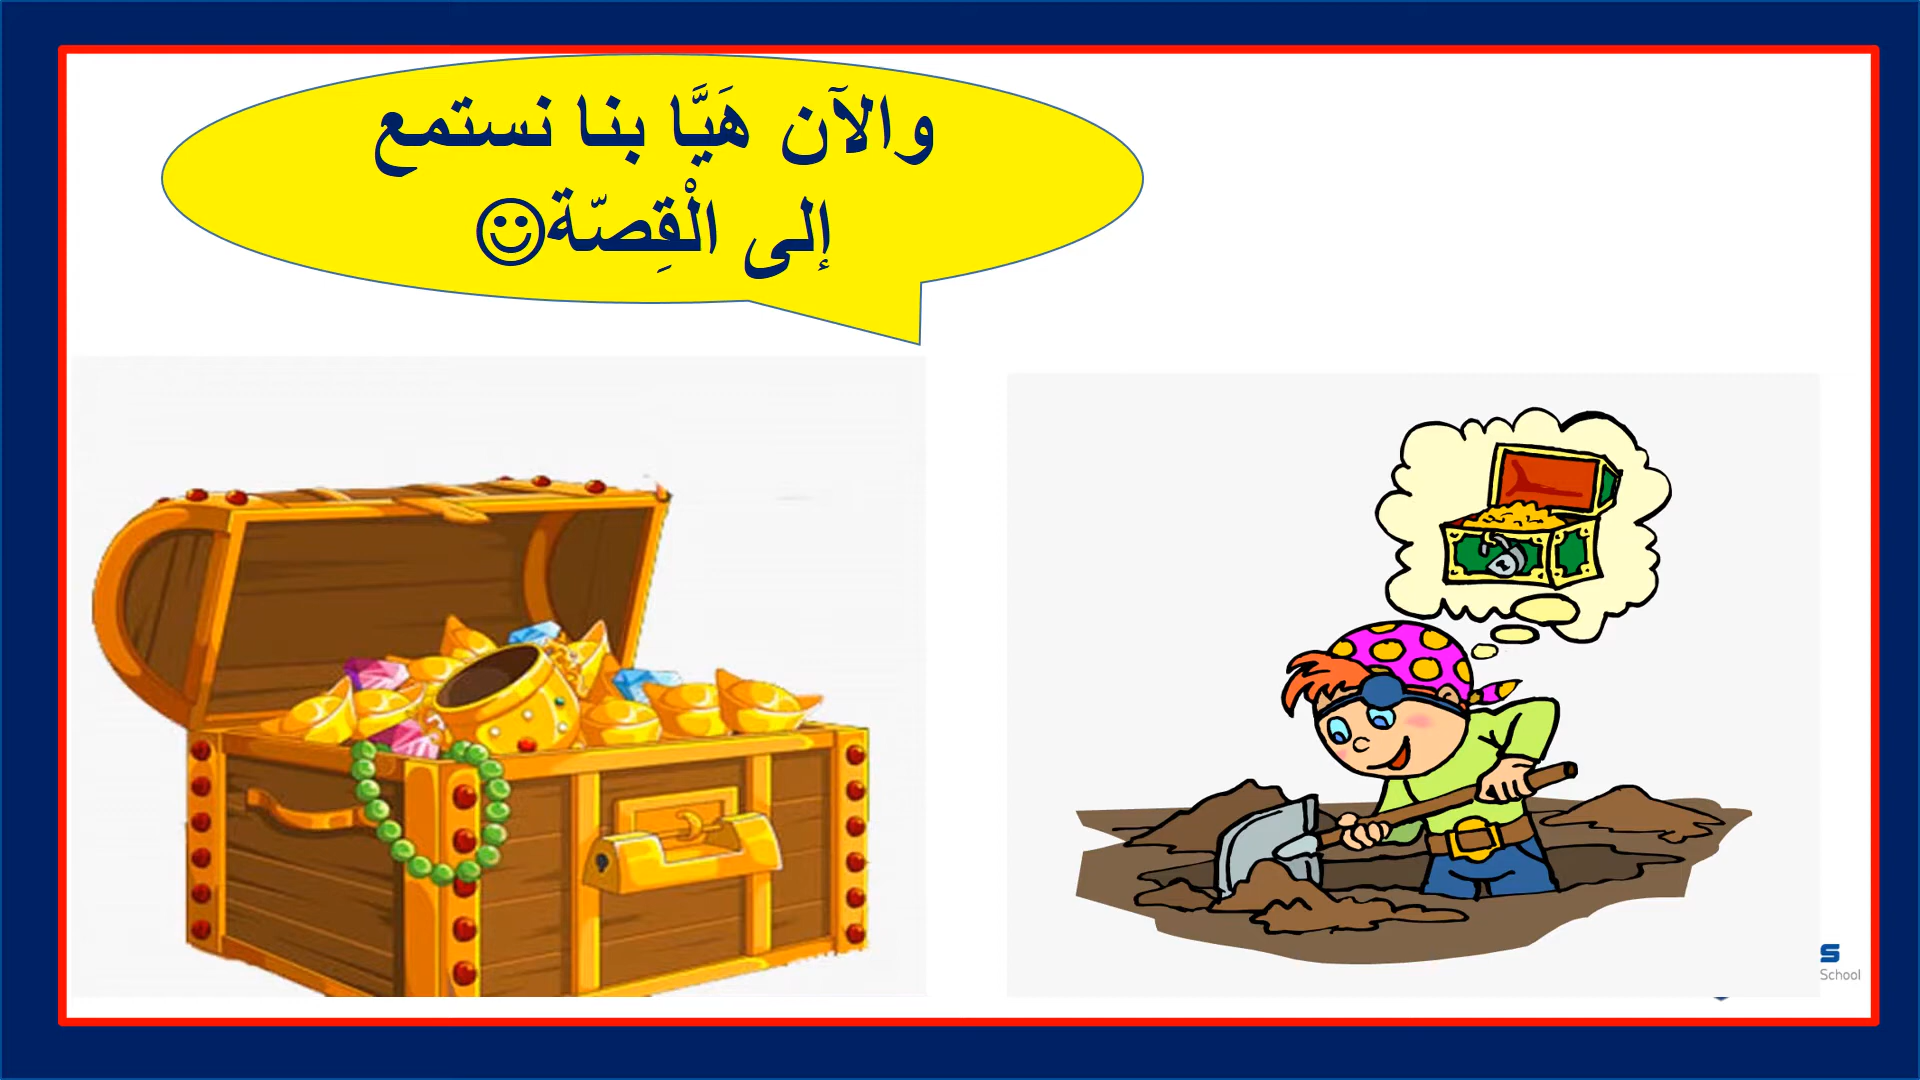 والآن هَيَّا بنا نستمع
إلى الْقِصّة☺
S
School